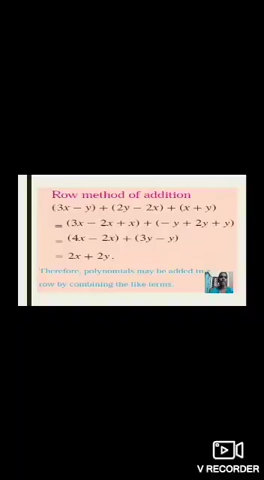 Row method of addition
(3x − y) + (2y − 2x) + (x + y)
= (3x − 2x + x) + (− y + 2y + y)
= (4x − 2x) + (3y − y)
= 2x + 2y.
Therefore, polynomials may be added in
row by combining the like terms.
V RECORDER